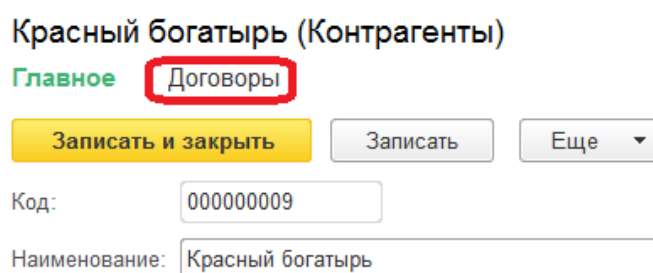 Красный богатырь (Контрагенты)
Главное Договоры
Записать и закрыть Записать Еще
Код: 000000009
Наименование: Красный богатырь